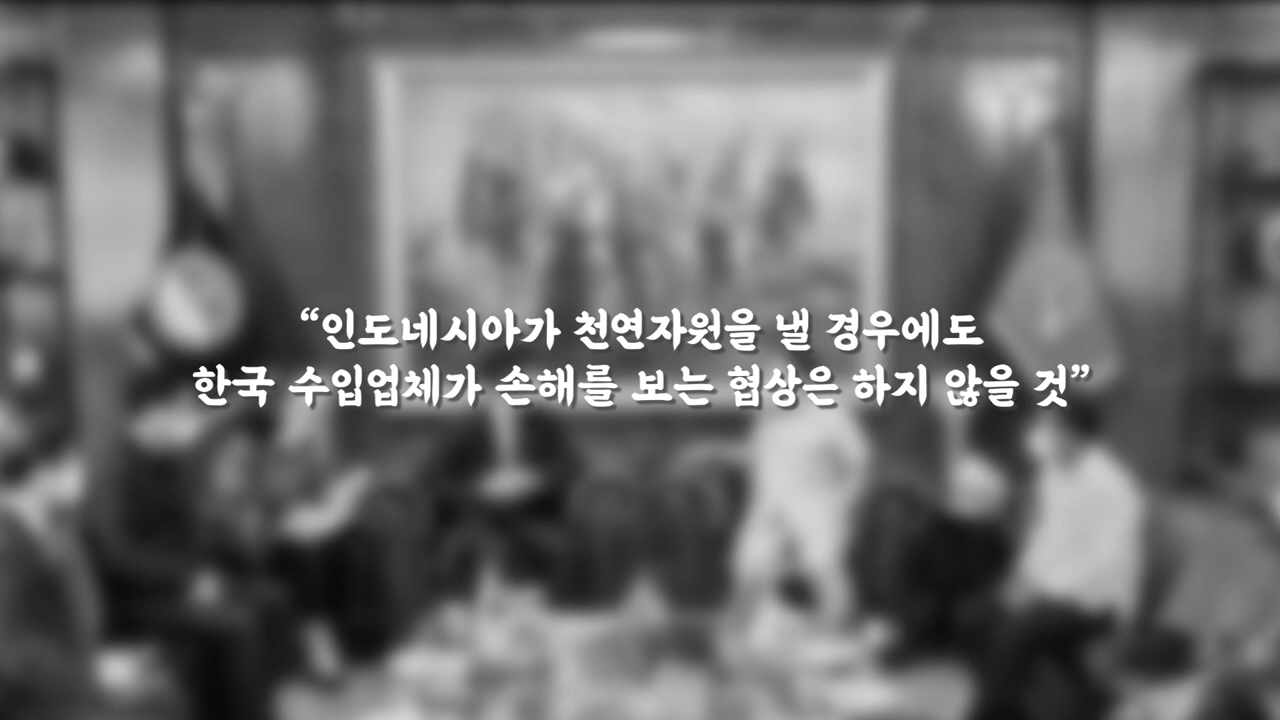 “인도네시아가 천연자원을 낼 경우에도
한국 수입업체가 손해를 보는 협상은 하지 않을 것”